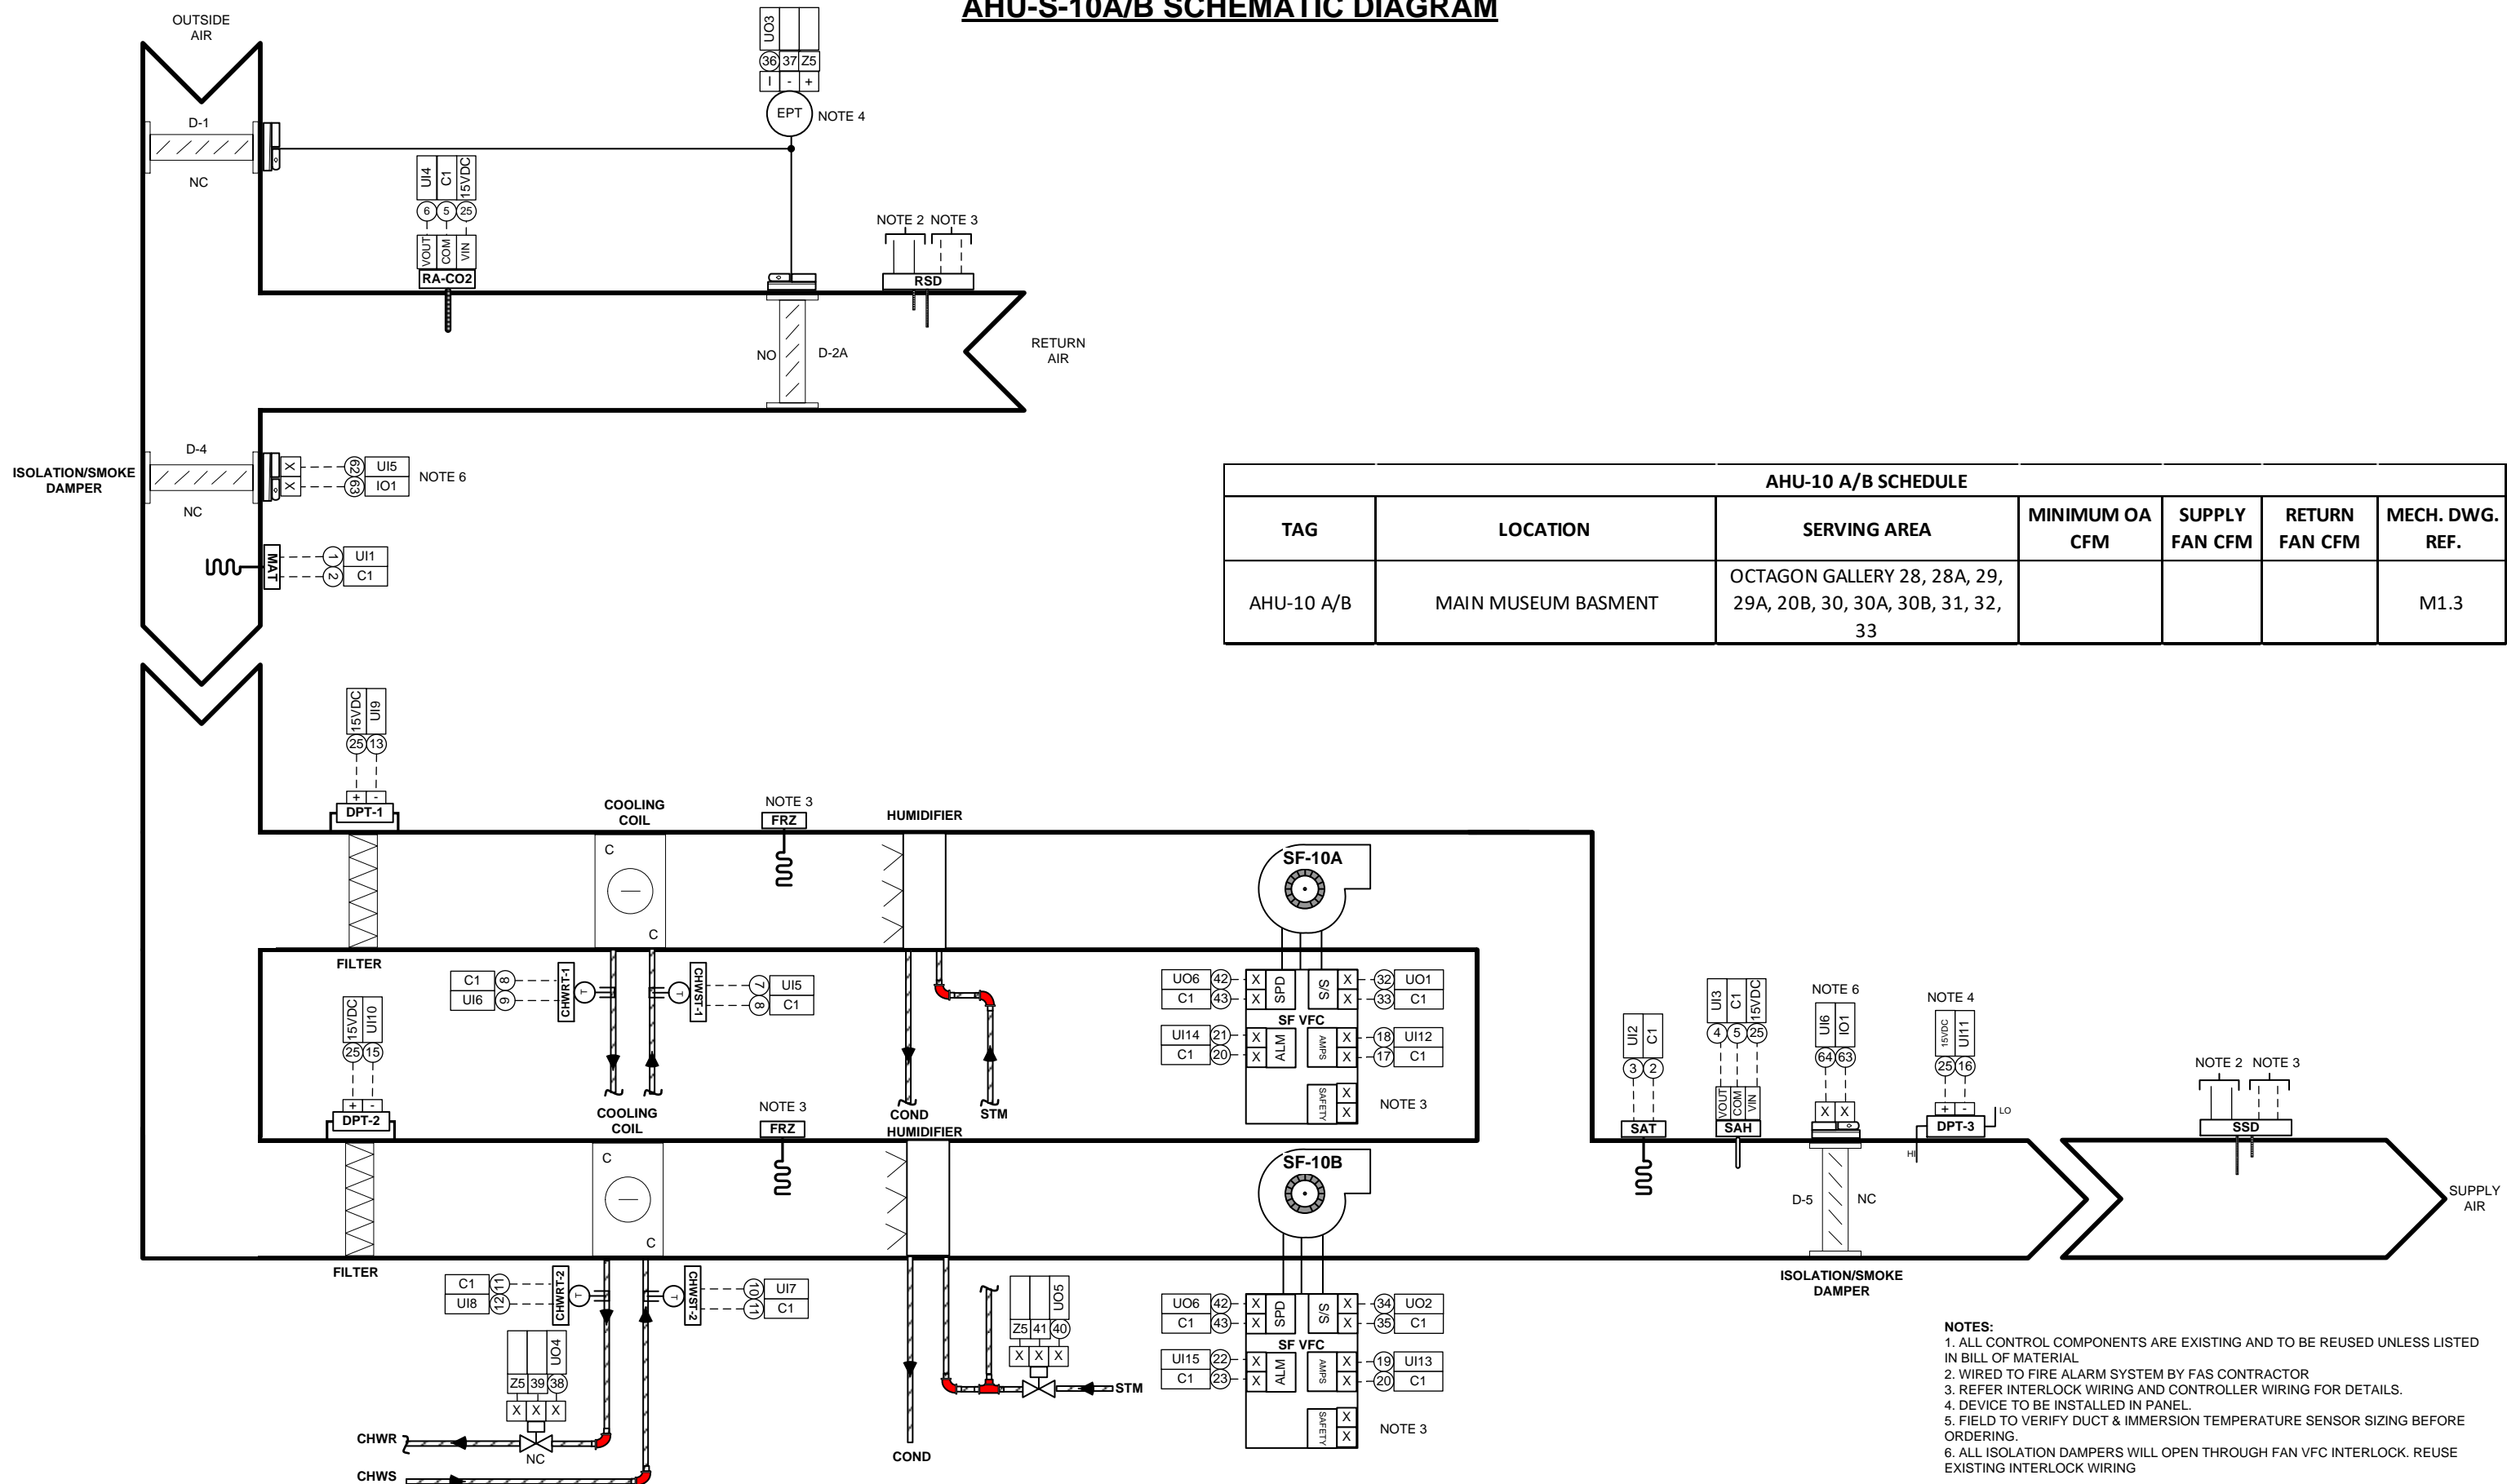 AHU-S-10A/B SCHEMATIC DIAGRAM
OUTSIDE
AIR
D-1
NC
UO3
36 37 Z5
I - +
EPT
NOTE 4
UI4 C1 15VDC
6 5 25
VOUT COM VIN
RA-CO2
NOTE 2 NOTE 3
RSD
NO
D-2A
RETURN
AIR
D-4
ISOLATION/SMOKE
DAMPER
NC
X 62 UI5
X 63 IO1
NOTE 6
MAT
1 UI1
2 C1
AHU-10 A/B SCHEDULE
TAG
LOCATION
SERVING AREA
MINIMUM OA
CFM
SUPPLY
FAN CFM
RETURN
FAN CFM
MECH. DWG.
REF.
AHU-10 A/B
MAIN MUSEUM BASMENT
OCTAGON GALLERY 28, 28A, 29,
29A, 20B, 30, 30A, 30B, 31, 32,
33
M1.3
15VDC UI9
25 13
+ -
DPT-1
COOLING
COIL
C
C
NOTE 3
FRZ
HUMIDIFIER
SF-10A
FILTER
C1 8
UI6 9
CHWRT-1
T
T
CHWST-1
7 UI5
8 C1
UO6 42 X
C1 43 X
SPD
S/S
X 32 UO1
X 33 C1
SF VFC
UI14 21 X
C1 20 X
ALM
AMPS
X 18 UI12
X 17 C1
SAFETY
X
X
NOTE 3
15VDC UI10
25 15
+ -
DPT-2
COOLING
COIL
C
C
NOTE 3
FRZ
COND
STM
HUMIDIFIER
SF-10B
UI2 C1
3 2
SAT
UI3 C1 15VDC
4 5 25
VOUT COM VIN
SAH
NOTE 6
UI6 IO1
64 63
X X
D-5
NC
NOTE 4
15VDC UI11
25 16
+ -
DPT-3
LO
HI
NOTE 2 NOTE 3
SSD
SUPPLY
AIR
ISOLATION/SMOKE
DAMPER
FILTER
C1 11
UI8 12
CHWRT-2
T
T
CHWST-2
10 UI7
11 C1
UO4
Z5 39 38
X X X
NC
CHWR
CHWS
UO5
Z5 41 40
X X X
STM
COND
UO6 42 X
C1 43 X
SPD
S/S
X 34 UO2
X 35 C1
SF VFC
UI15 22 X
C1 23 X
ALM
AMPS
X 19 UI13
X 20 C1
SAFETY
X
X
NOTE 3
NOTES:
1. ALL CONTROL COMPONENTS ARE EXISTING AND TO BE REUSED UNLESS LISTED
IN BILL OF MATERIAL
2. WIRED TO FIRE ALARM SYSTEM BY FAS CONTRACTOR
3. REFER INTERLOCK WIRING AND CONTROLLER WIRING FOR DETAILS.
4. DEVICE TO BE INSTALLED IN PANEL.
5. FIELD TO VERIFY DUCT & IMMERSION TEMPERATURE SENSOR SIZING BEFORE
ORDERING.
6. ALL ISOLATION DAMPERS WILL OPEN THROUGH FAN VFC INTERLOCK. REUSE
EXISTING INTERLOCK WIRING